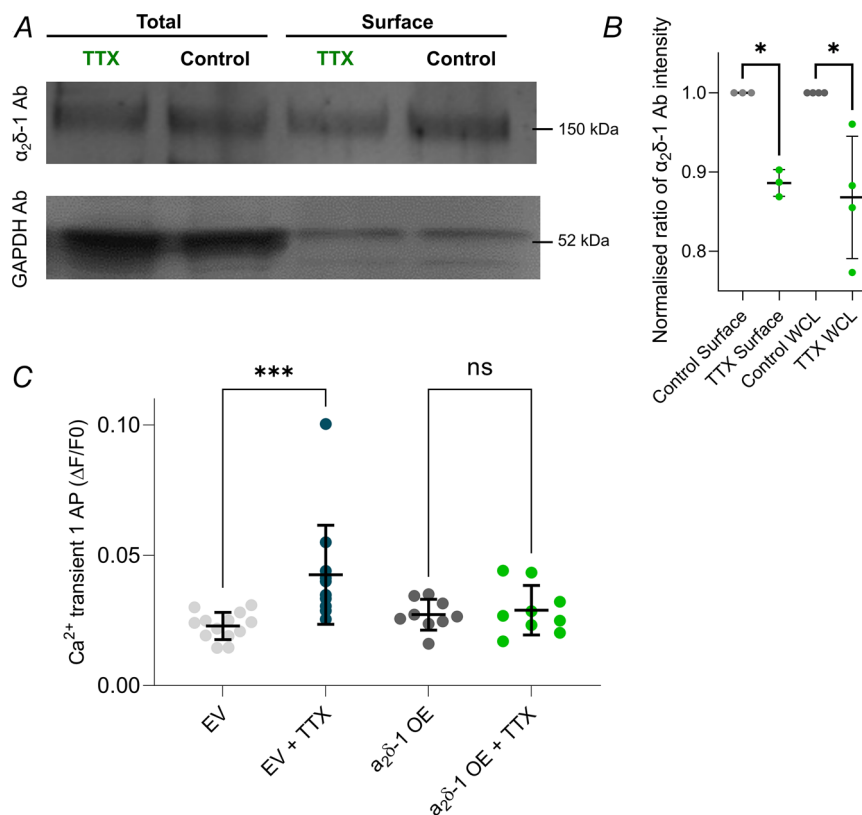 A
Total
Surface
TTX
Control
TTX
Control
α₂δ-1 Ab
150 kDa
GAPDH Ab
52 kDa
B
Normalised ratio of α₂δ-1 Ab intensity
*
*
1.0
0.9
0.8
Control Surface
TTX Surface
Control WCL
TTX WCL
C
Ca²⁺ transient 1 AP (ΔF/F0)
***
ns
0.10
0.05
0.00
EV
EV + TTX
a₂δ-1 OE
a₂δ-1 OE + TTX